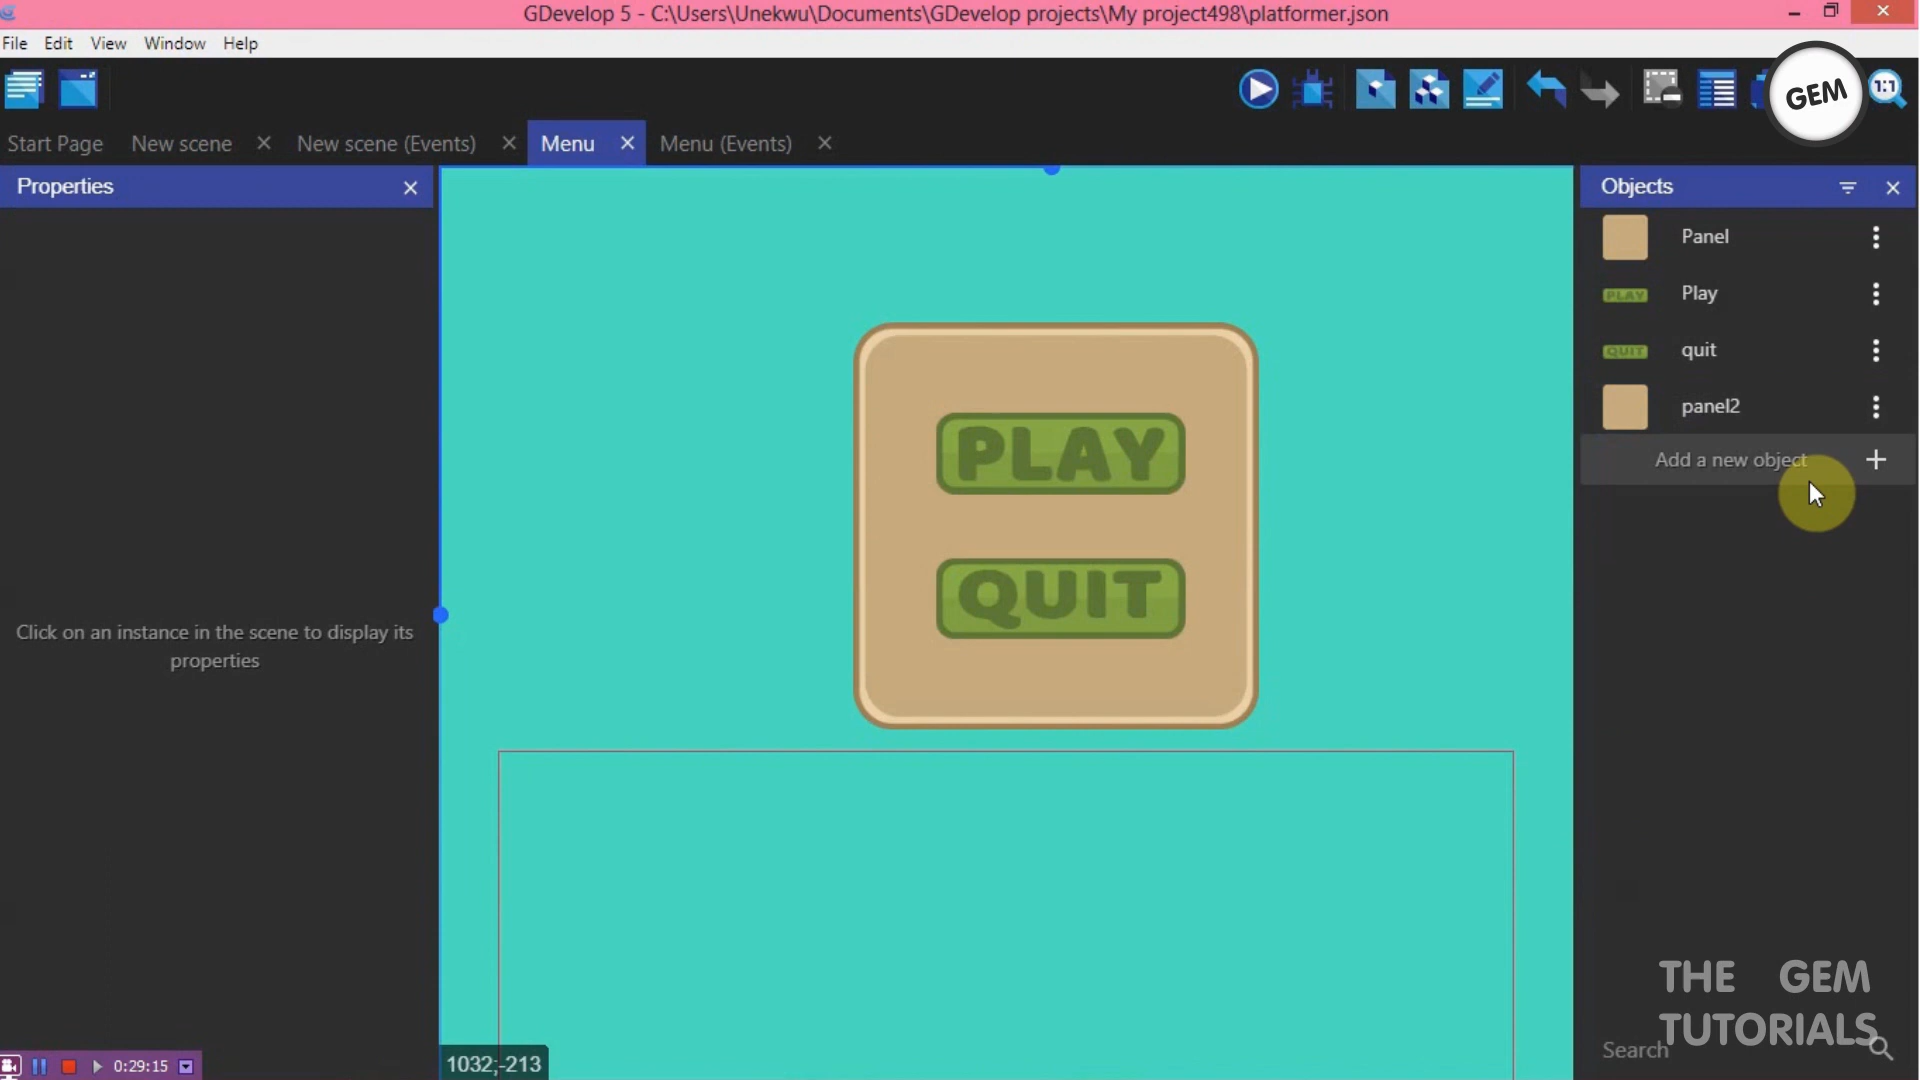 GDevelop 5 - C:\Users\Unekwu\Documents\GDevelop projects\My project498\platformer.json
File Edit View Window Help
1:1
GEM
Start Page New scene New scene (Events) Menu Menu (Events)
Properties
Objects
Panel
PLAY Play
QUIT quit
panel2
Add a new object
PLAY
QUIT
Click on an instance in the scene to display its
properties
THE GEM
TUTORIALS
Search
0:29:15
1032;-213